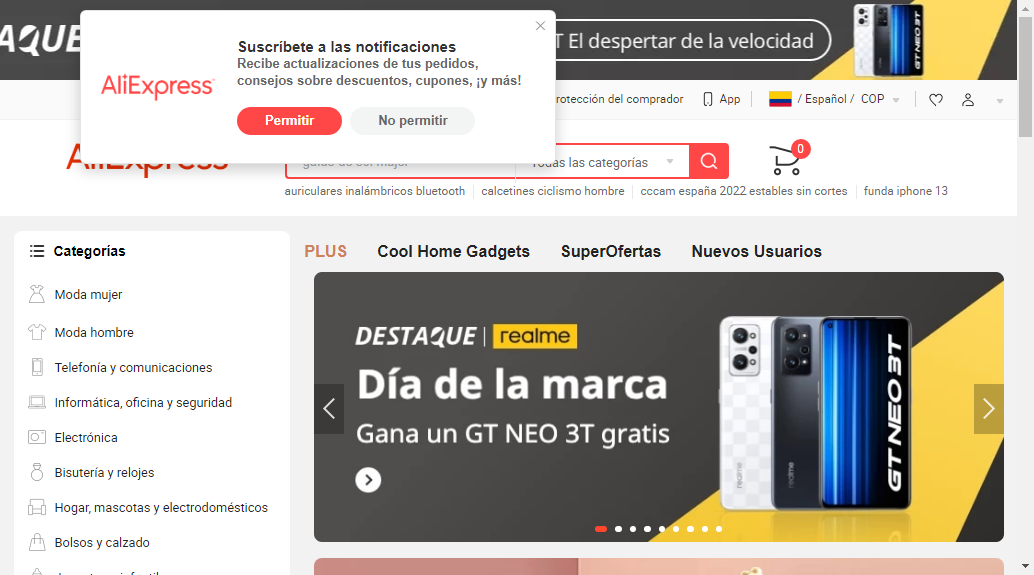 Suscríbete a las notificaciones
Recibe actualizaciones de tus pedidos,
consejos sobre descuentos, cupones, ¡y más!
AliExpress
Permitir
No permitir
El despertar de la velocidad
GT NEO 3T
del comprador
App
/ Español /
COP
AliExpress
Todas las categorías
0
auriculares inalámbricos bluetooth
calcetines ciclismo hombre
cccam españa 2022 estables sin cortes
funda iphone 13
Categorías
PLUS
Cool Home Gadgets
SuperOfertas
Nuevos Usuarios
Moda mujer
Moda hombre
Telefonía y comunicaciones
Informática, oficina y seguridad
Electrónica
Bisutería y relojes
Hogar, mascotas y electrodomésticos
Bolsos y calzado
DESTAQUE | realme
Día de la marca
Gana un GT NEO 3T gratis
realme
realme
GT NEO 3T